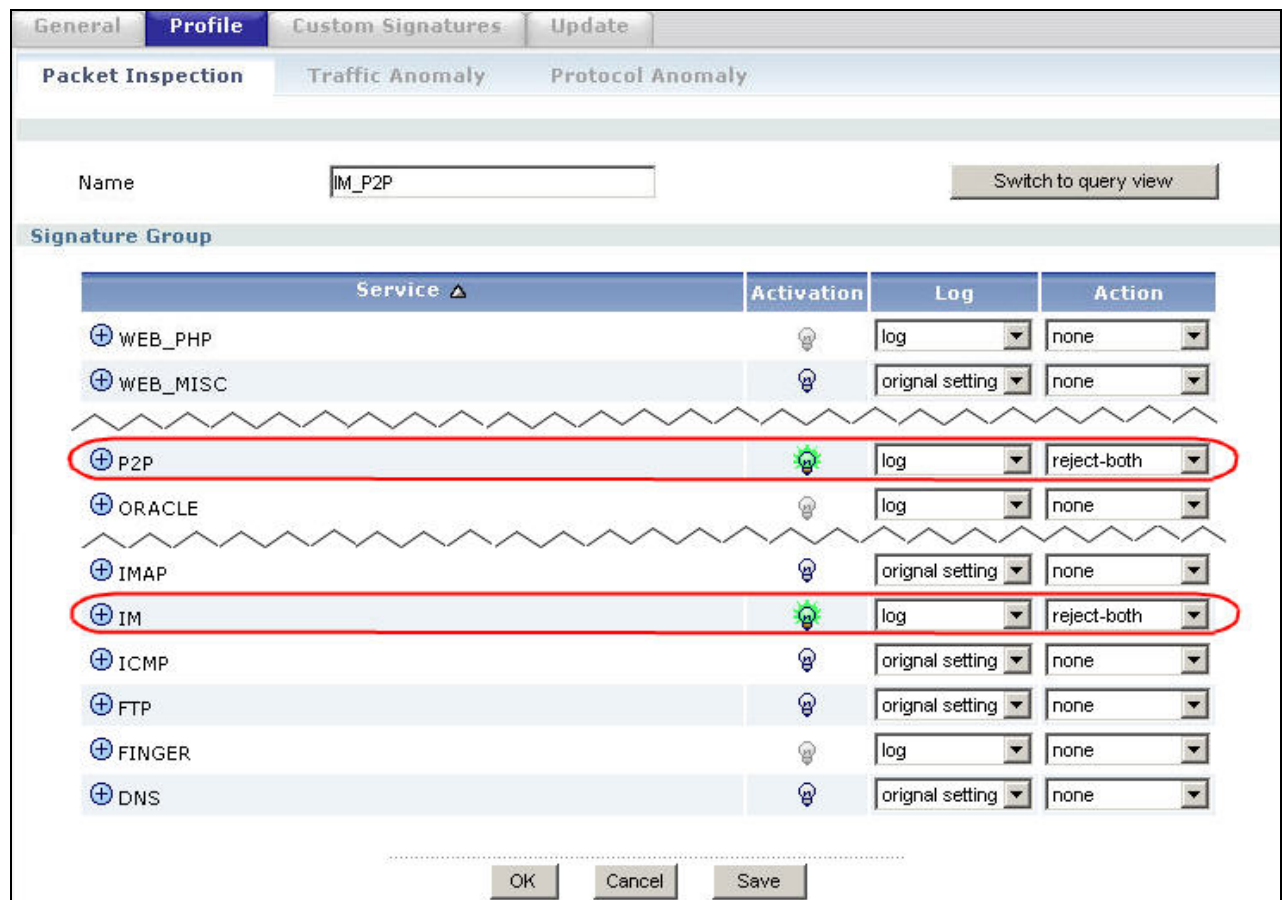 General Profile Custom Signatures Update
Packet Inspection Traffic Anomaly Protocol Anomaly
Name IM_P2P Switch to query view
Signature Group
Service Activation Log Action
WEB_PHP log none
WEB_MISC orignal setting none
P2P log reject-both
ORACLE log none
IMAP orignal setting none
IM log reject-both
ICMP orignal setting none
FTP orignal setting none
FINGER log none
DNS orignal setting none
OK Cancel Save